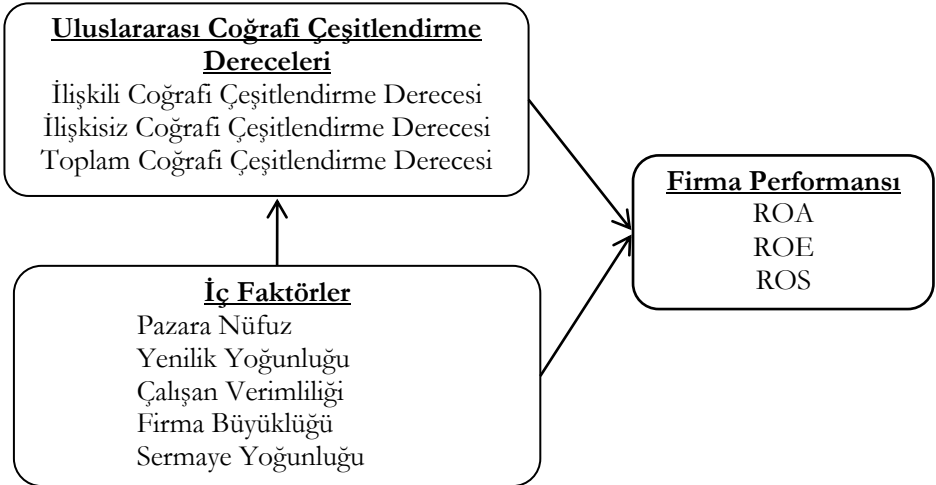 Uluslararası Coğrafi Çeşitlendirme
Dereceleri
İlişkili Coğrafi Çeşitlendirme Derecesi
İlişkisiz Coğrafi Çeşitlendirme Derecesi
Toplam Coğrafi Çeşitlendirme Derecesi
Firma Performansı
ROA
ROE
ROS
İç Faktörler
Pazara Nüfuz
Yenilik Yoğunluğu
Çalışan Verimliliği
Firma Büyüklüğü
Sermaye Yoğunluğu